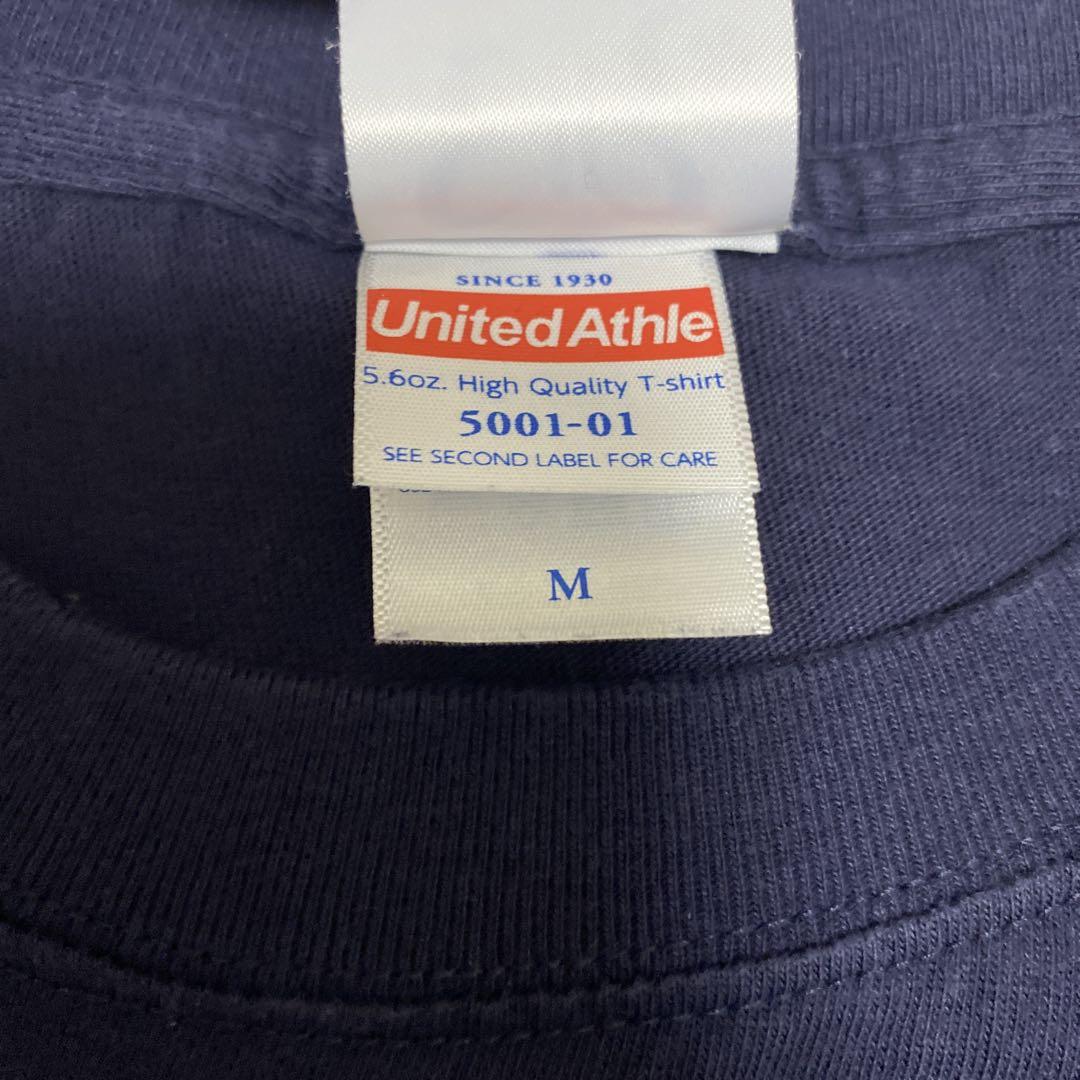 SINCE 1930
United Athle
5.6oz. High Quality T-shirt
5001-01
SEE SECOND LABEL FOR CARE
M